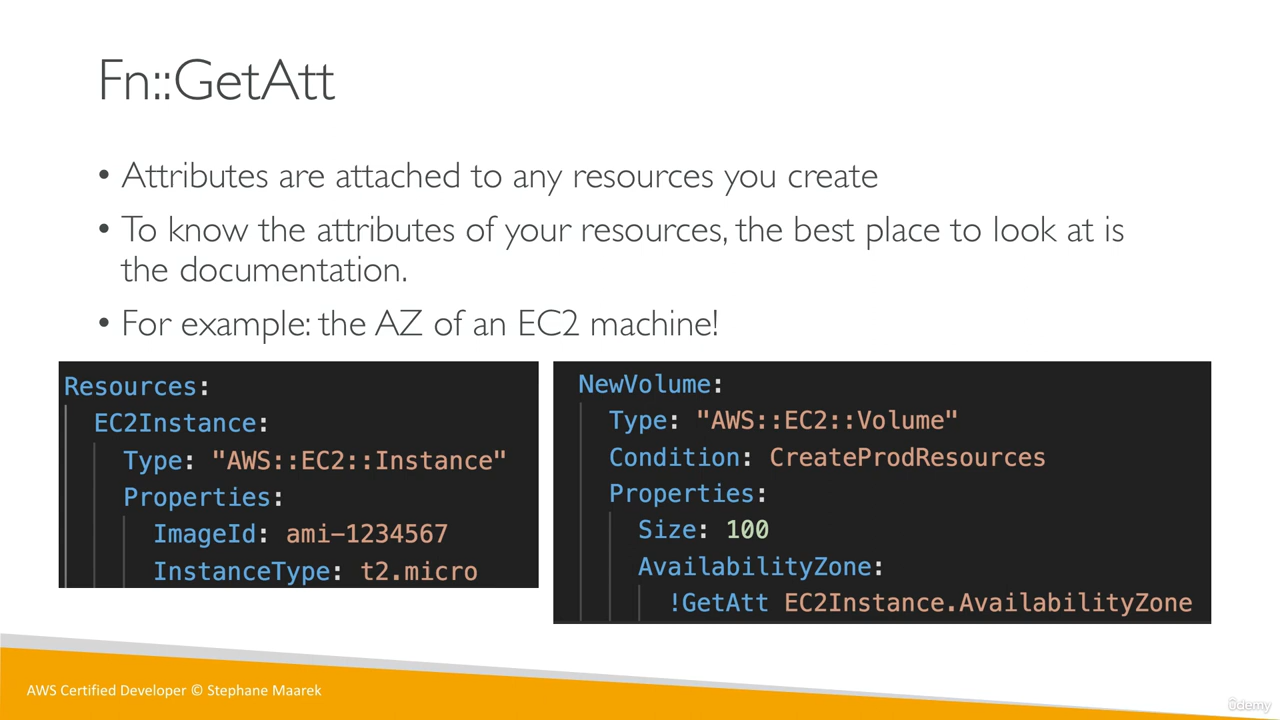 Fn::GetAtt
• Attributes are attached to any resources you create
• To know the attributes of your resources, the best place to look at is
the documentation.
• For example: the AZ of an EC2 machine!
Resources:
EC2Instance:
Type: "AWS::EC2::Instance"
Properties:
ImageId: ami-1234567
InstanceType: t2.micro
NewVolume:
Type: "AWS::EC2::Volume"
Condition: CreateProdResources
Properties:
Size: 100
AvailabilityZone:
!GetAtt EC2Instance.AvailabilityZone
AWS Certified Developer © Stephane Maarek
ûdemy